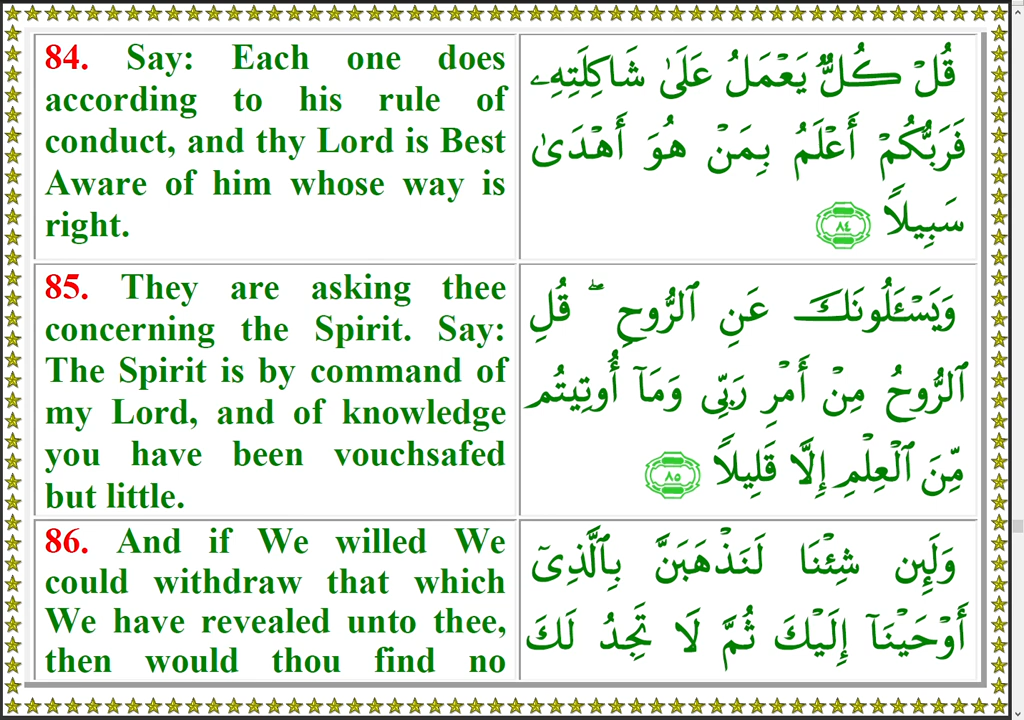 84. Say: Each one does
according to his rule of
conduct, and thy Lord is Best
Aware of him whose way is
right.
قُلْ كُلٌّ يَعْمَلُ عَلَىٰ شَاكِلَتِهِۦ
فَرَبُّكُمْ أَعْلَمُ بِمَنْ هُوَ أَهْدَىٰ
سَبِيلًا ٨٤
85. They are asking thee
concerning the Spirit. Say:
The Spirit is by command of
my Lord, and of knowledge
you have been vouchsafed
but little.
وَيَسْـَٔلُونَكَ عَنِ ٱلرُّوحِ ۖ قُلِ
ٱلرُّوحُ مِنْ أَمْرِ رَبِّى وَمَآ أُوتِيتُم
مِّنَ ٱلْعِلْمِ إِلَّا قَلِيلًا ٨٥
86. And if We willed We
could withdraw that which
We have revealed unto thee,
then would thou find no
وَلَئِن شِئْنَا لَنَذْهَبَنَّ بِٱلَّذِىٓ
أَوْحَيْنَآ إِلَيْكَ ثُمَّ لَا تَجِدُ لَكَ